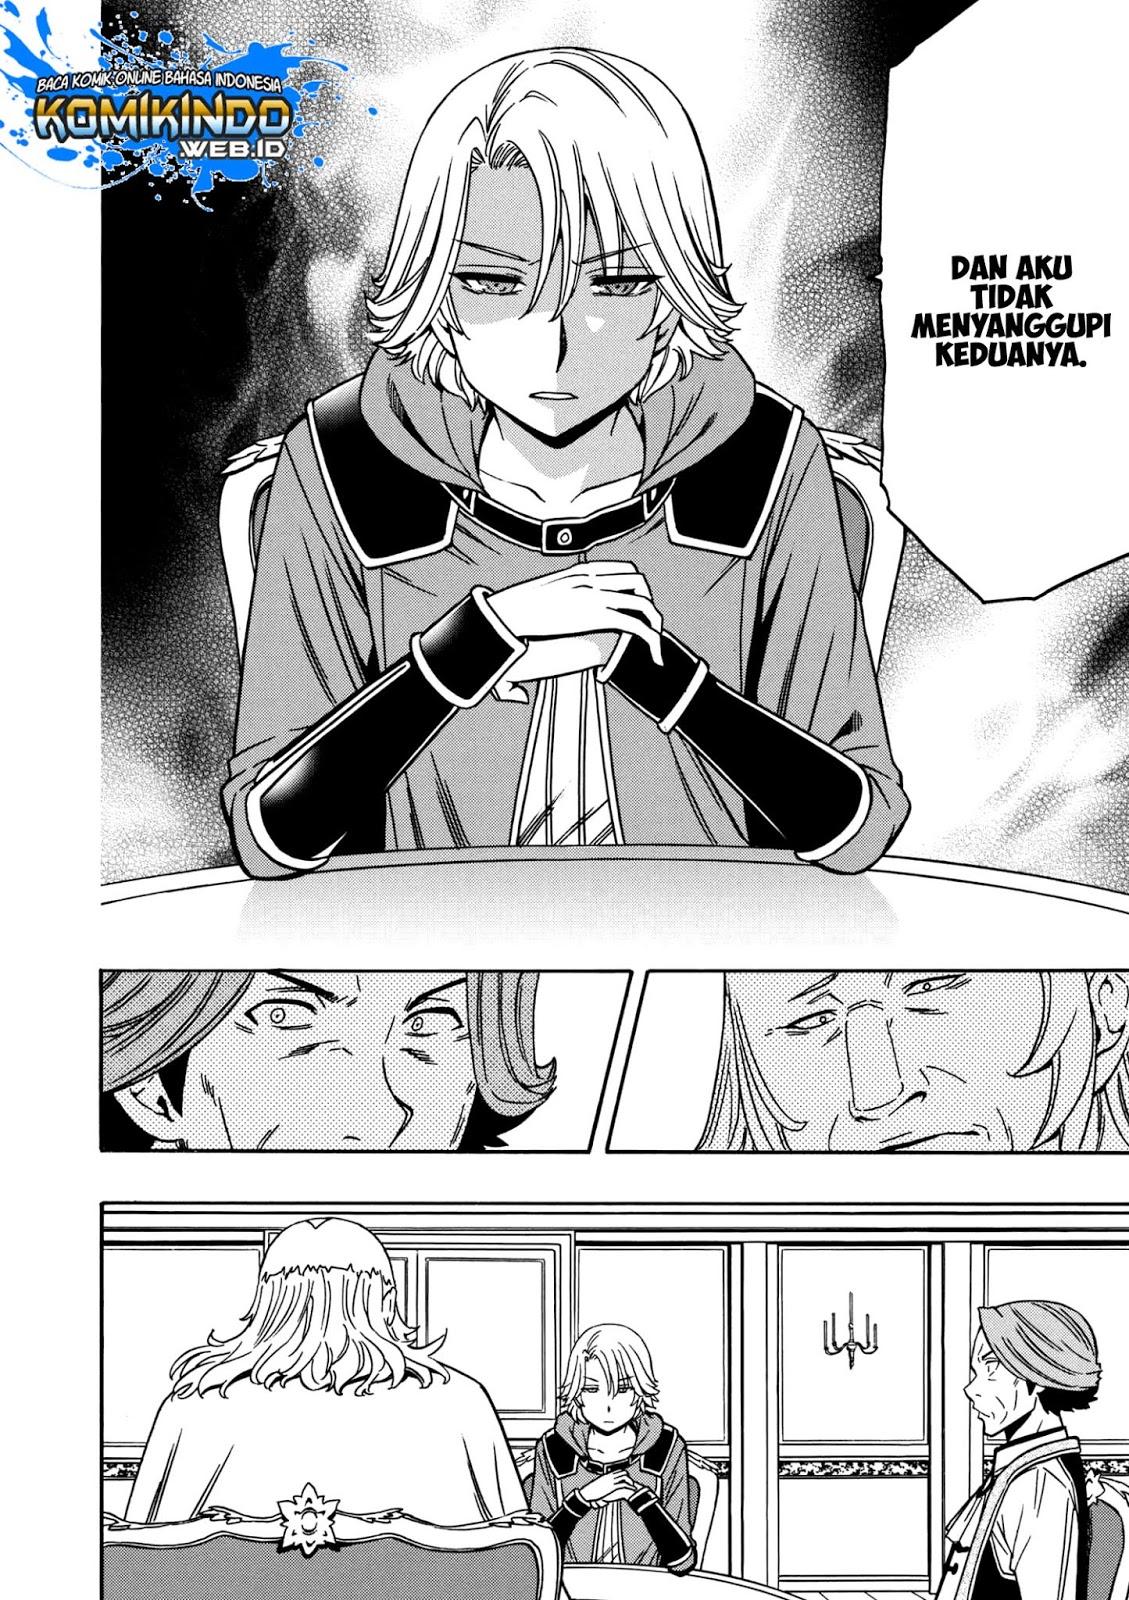 BACA KOMIK ONLINE BAHASA INDONESIA
KOMIKINDO
.WEB.ID
DAN AKU
TIDAK
MENYANGGUPI
KEDUANYA.